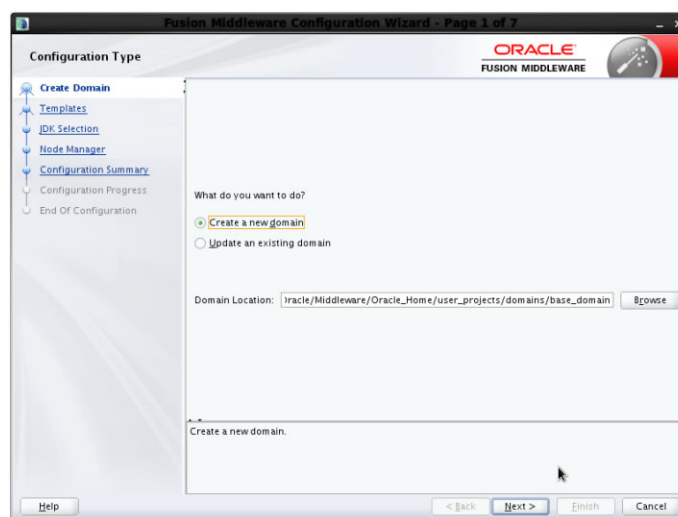 Fusion Middleware Configuration Wizard - Page 1 of 7
Configuration Type
ORACLE
FUSION MIDDLEWARE
Create Domain
Templates
JDK Selection
Node Manager
Configuration Summary
Configuration Progress
End Of Configuration
What do you want to do?
Create a new domain
Update an existing domain
Domain Location: )racle/Middleware/Oracle_Home/user_projects/domains/base_domain Browse
Create a new domain.
Help < Back Next > Finish Cancel